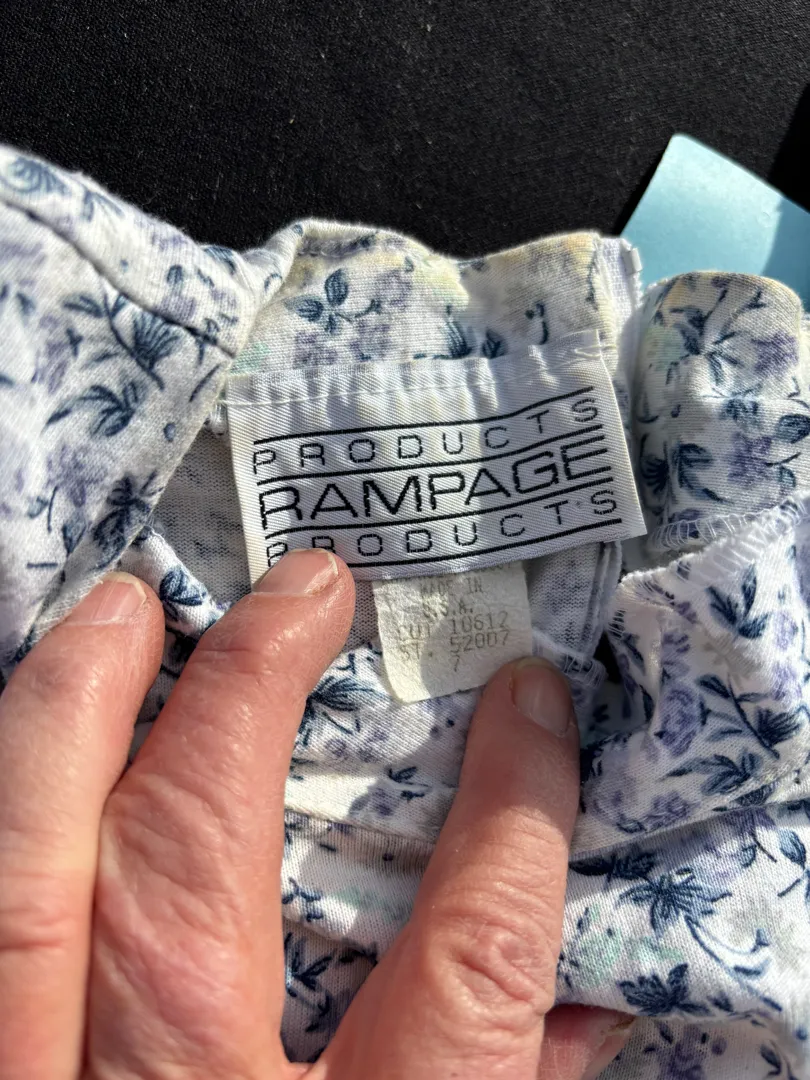 PRODUCTS
RAMPAGE
PRODUCTS
MADE IN
U.S.A.
CUT 10612
ST. 52007
7